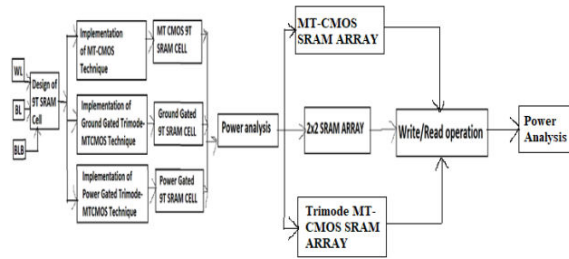 WL
BL
BLB
Design of
9T SRAM
Cell
Implementation
of MT-CMOS
Technique
MT CMOS 9T
SRAM CELL
Implementation of
Ground Gated Trimode-
MTCMOS Technique
Ground Gated
9T SRAM CELL
Implementation of
Power Gated Trimode-
MTCMOS Technique
Power Gated
9T SRAM CELL
Power analysis
MT-CMOS
SRAM ARRAY
2x2 SRAM ARRAY
Trimode MT-
CMOS SRAM
ARRAY
Write/Read operation
Power
Analysis